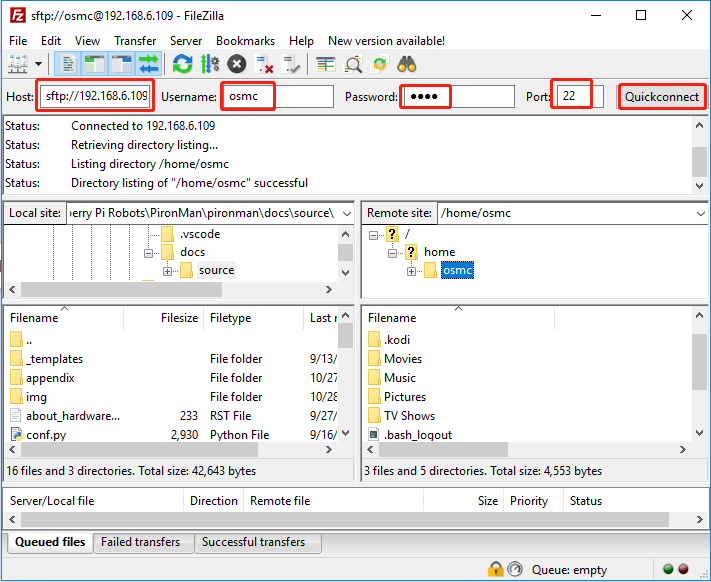 sftp://osmc@192.168.6.109 - FileZilla
File Edit View Transfer Server Bookmarks Help New version available!
Host: sftp://192.168.6.109 Username: osmc Password: •••• Port: 22 Quickconnect
Status: Connected to 192.168.6.109
Status: Retrieving directory listing...
Status: Listing directory /home/osmc
Status: Directory listing of "/home/osmc" successful
Local site: erry Pi Robots\PironMan\pironman\docs\source\
.vscode
docs
source
Remote site: /home/osmc
/
home
osmc
Filename Filesize Filetype Last
..
_templates File folder 9/13/
appendix File folder 10/27
img File folder 10/28
about_hardware... 233 RST File 9/27/
conf.py 2,930 Python File 9/16/
16 files and 3 directories. Total size: 42,643 bytes
Filename
.kodi
Movies
Music
Pictures
TV Shows
.bash_logout
3 files and 5 directories. Total size: 4,553 bytes
Server/Local file Direction Remote file Size Priority Status
Queued files Failed transfers Successful transfers
Queue: empty